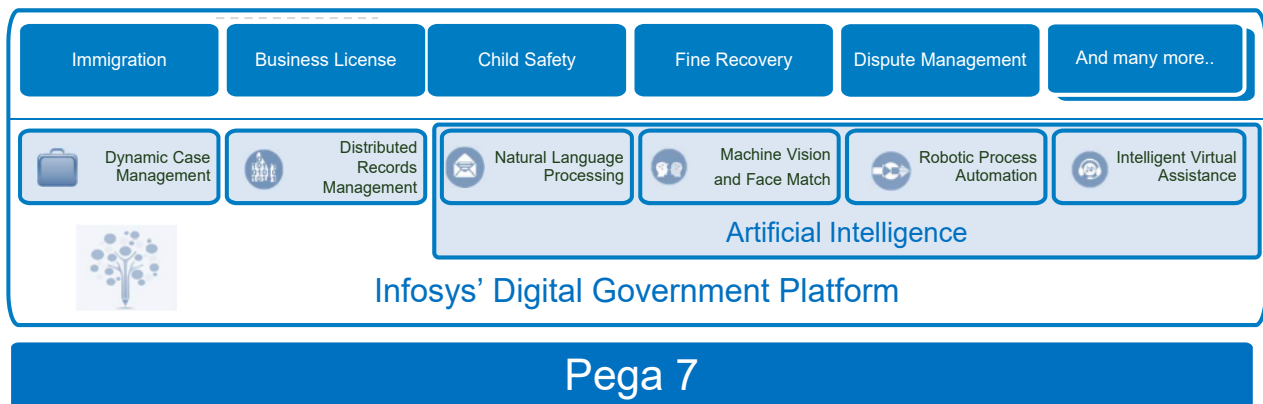 Immigration
Business License
Child Safety
Fine Recovery
Dispute Management
And many more..
Dynamic Case
Management
Distributed
Records
Management
Natural Language
Processing
Machine Vision
and Face Match
Robotic Process
Automation
Intelligent Virtual
Assistance
Artificial Intelligence
Infosys’ Digital Government Platform
Pega 7